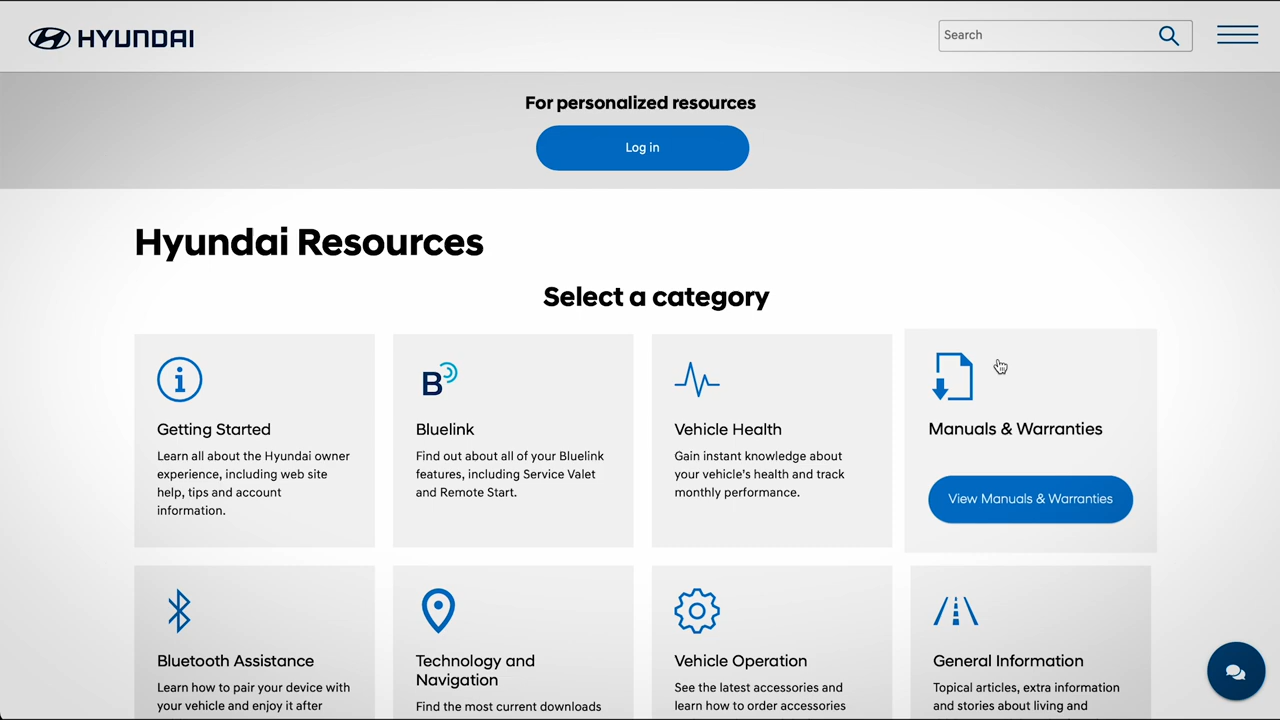 HYUNDAI
Search
For personalized resources
Log in
Hyundai Resources
Select a category
Getting Started
Learn all about the Hyundai owner
experience, including web site
help, tips and account
information.
B
Bluelink
Find out about all of your Bluelink
features, including Service Valet
and Remote Start.
Vehicle Health
Gain instant knowledge about
your vehicle's health and track
monthly performance.
Manuals & Warranties
View Manuals & Warranties
Bluetooth Assistance
Learn how to pair your device with
your vehicle and enjoy it after
Technology and
Navigation
Find the most current downloads
Vehicle Operation
See the latest accessories and
learn how to order accessories
General Information
Topical articles, extra information
and stories about living and